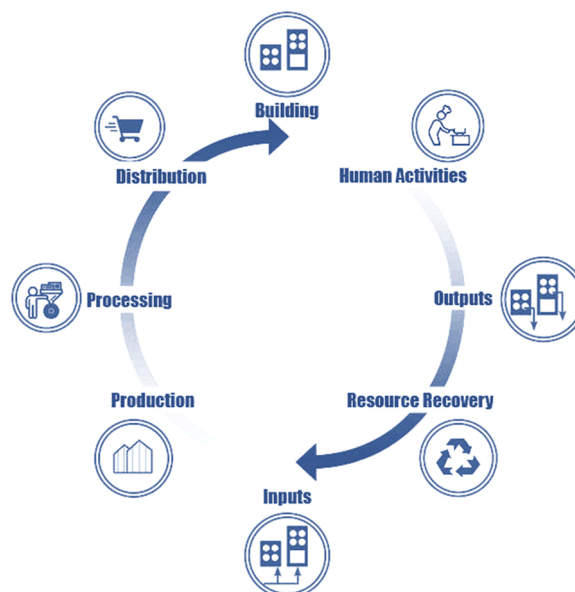 Building
Distribution
Human Activities
Processing
Outputs
Production
Resource Recovery
Inputs